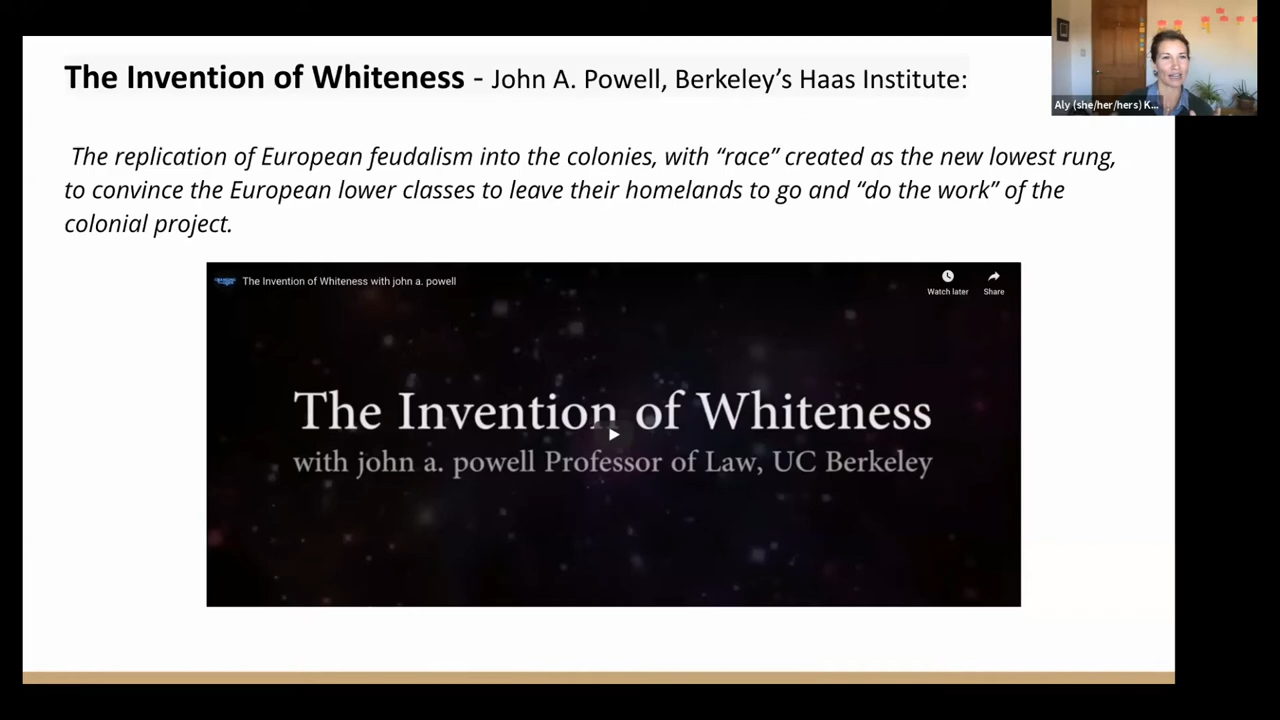 The Invention of Whiteness - John A. Powell, Berkeley’s Haas Institute:
Aly (she/her/hers) K...
The replication of European feudalism into the colonies, with “race” created as the new lowest rung,
to convince the European lower classes to leave their homelands to go and “do the work” of the
colonial project.
The Invention of Whiteness with john a. powell
Watch later
Share
The Invention of Whiteness
with john a. powell Professor of Law, UC Berkeley